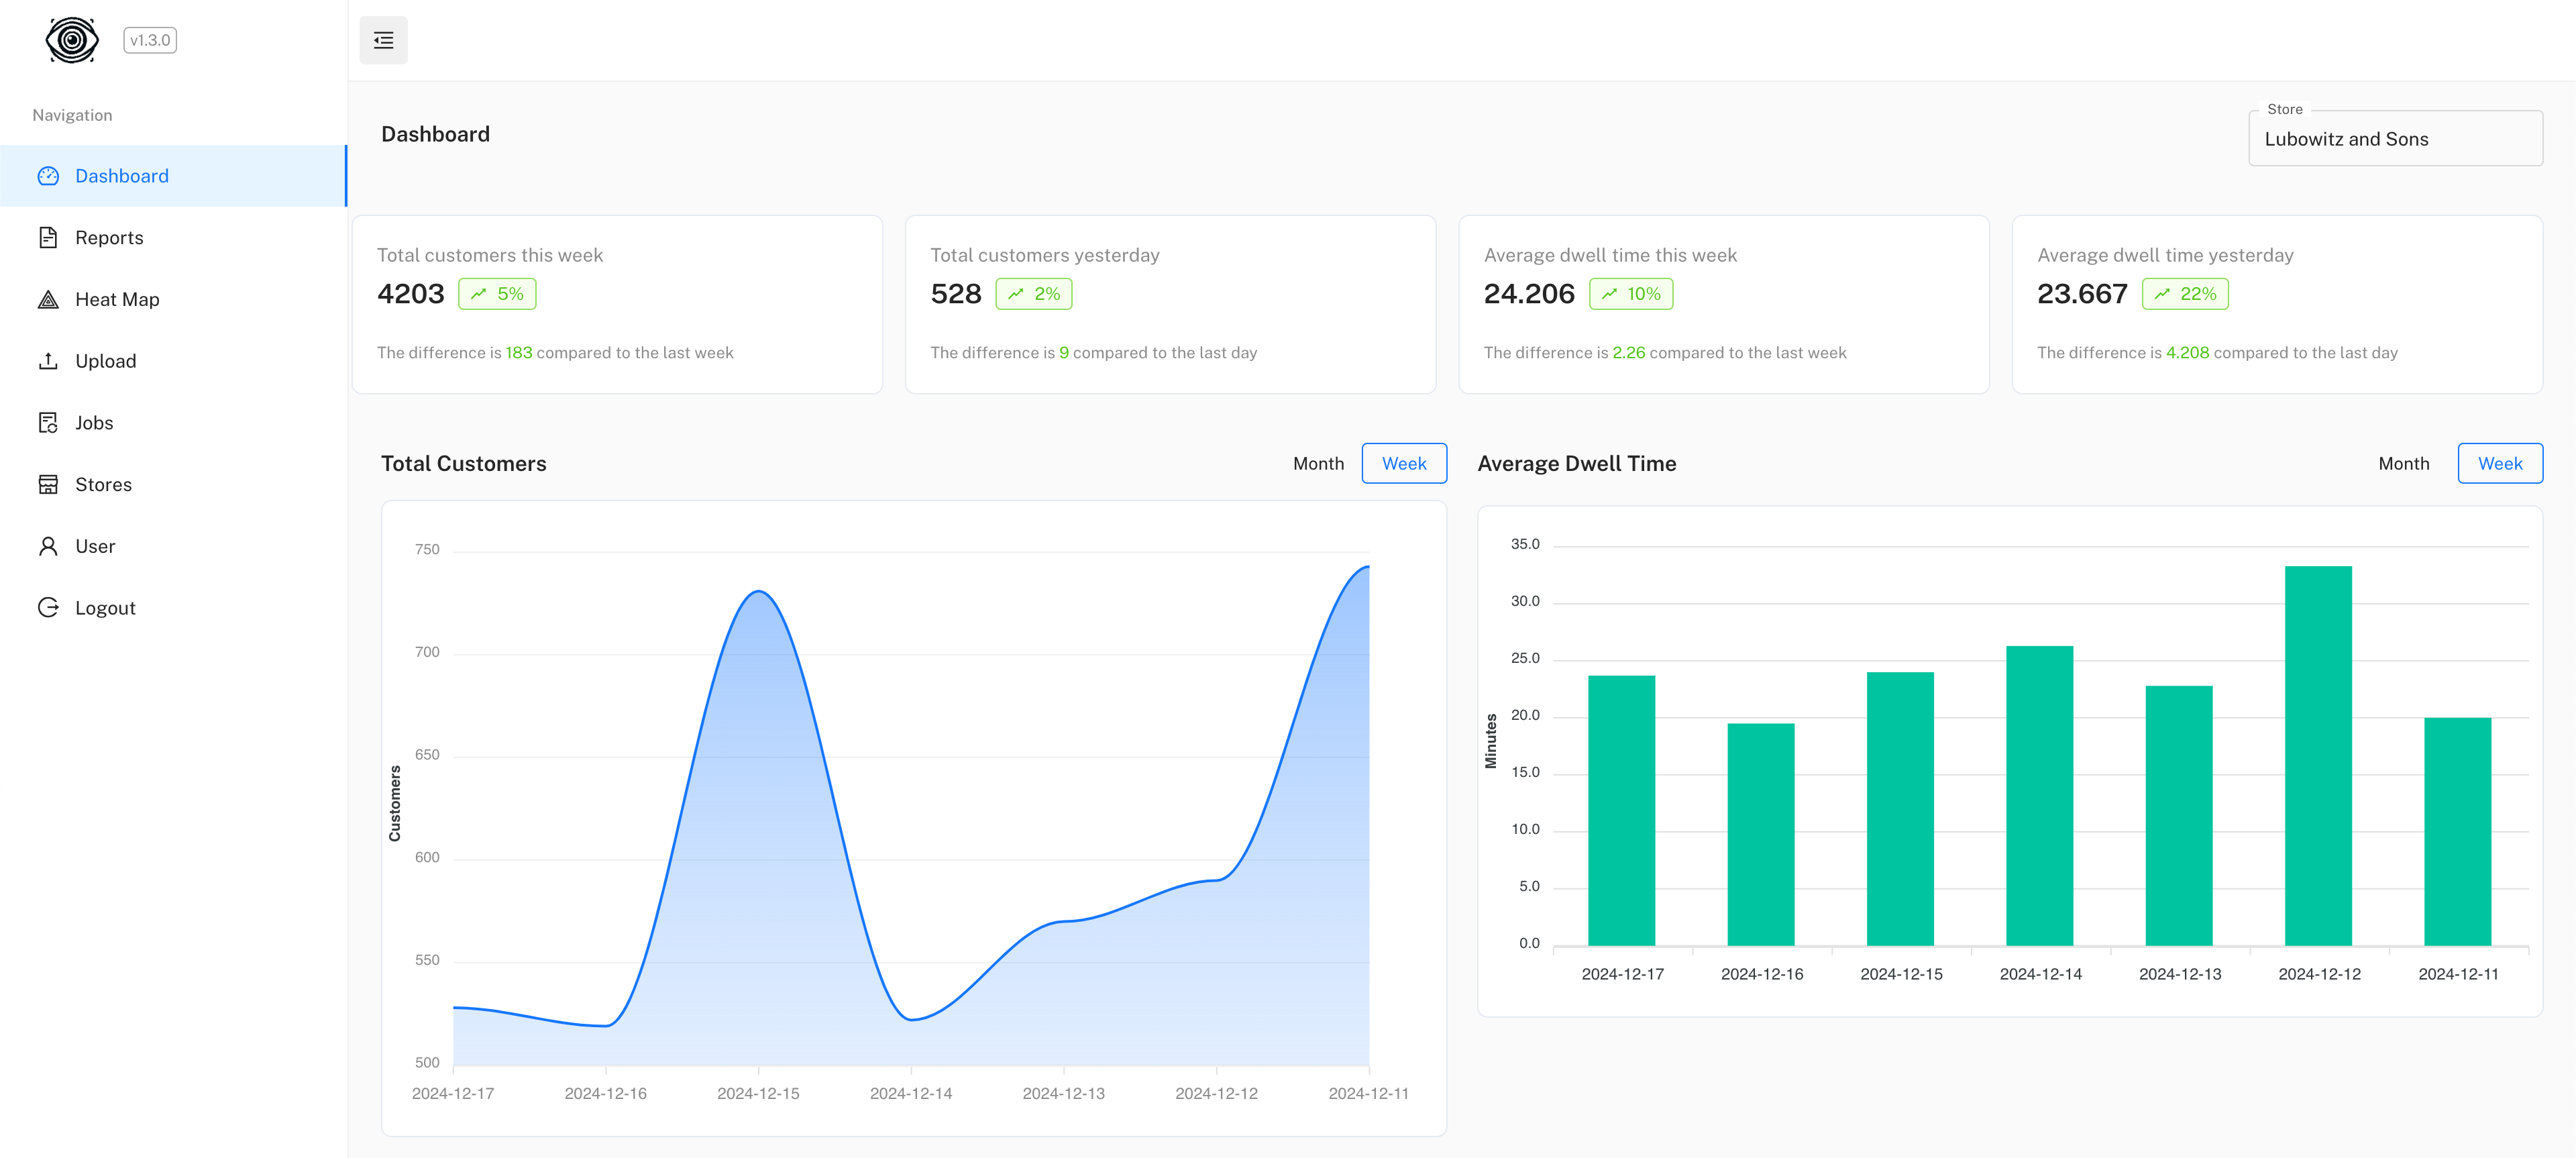 v1.3.0
Navigation
Dashboard
Reports
Heat Map
Upload
Jobs
Stores
User
Logout
Dashboard
Store
Lubowitz and Sons
Total customers this week
4203 5%
The difference is 183 compared to the last week
Total customers yesterday
528 2%
The difference is 9 compared to the last day
Average dwell time this week
24.206 10%
The difference is 2.26 compared to the last week
Average dwell time yesterday
23.667 22%
The difference is 4.208 compared to the last day
Total Customers
Month Week
Customers
750
700
650
600
550
500
2024-12-17 2024-12-16 2024-12-15 2024-12-14 2024-12-13 2024-12-12 2024-12-11
Average Dwell Time
Month Week
Minutes
35.0
30.0
25.0
20.0
15.0
10.0
5.0
0.0
2024-12-17 2024-12-16 2024-12-15 2024-12-14 2024-12-13 2024-12-12 2024-12-11